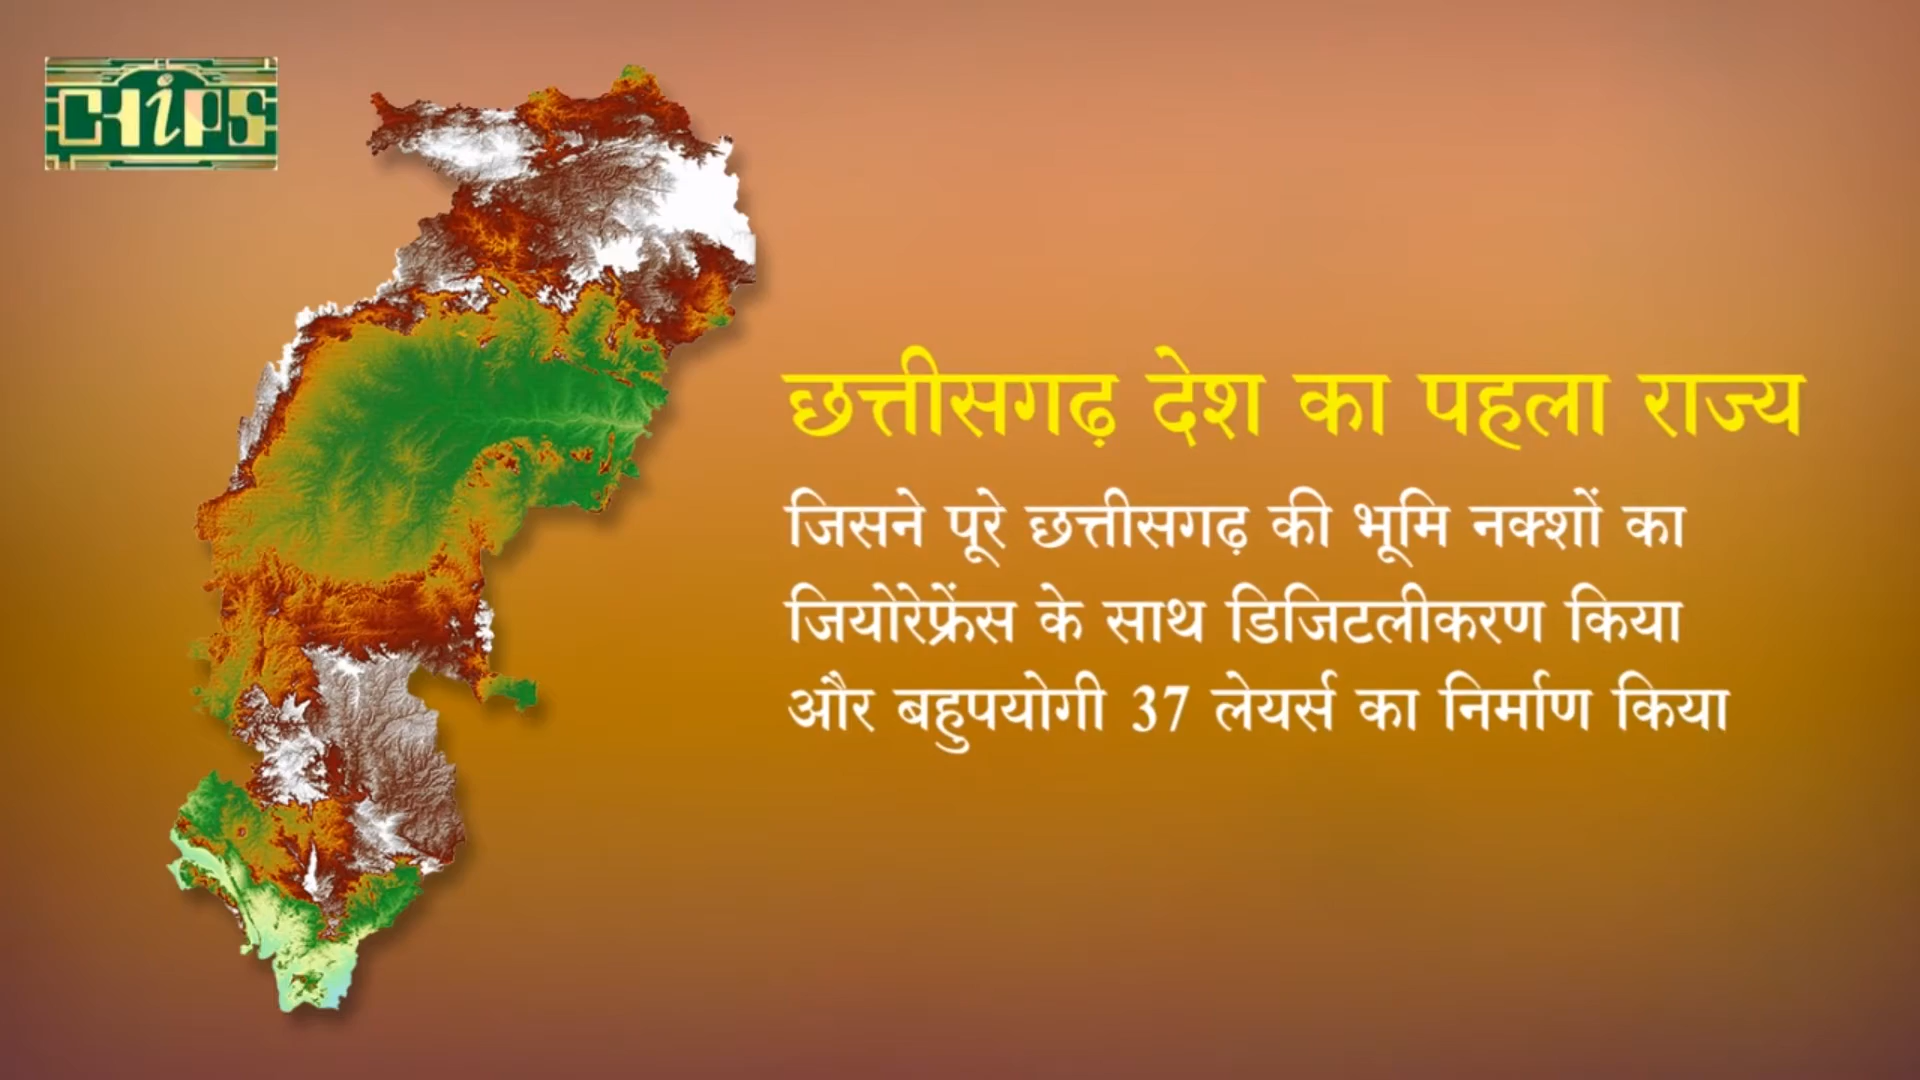 CHiPS
छत्तीसगढ़ देश का पहला राज्य
जिसने पूरे छत्तीसगढ़ की भूमि नक्शों का
जियोरेफ्रेंस के साथ डिजिटलीकरण किया
और बहुपयोगी 37 लेयर्स का निर्माण किया